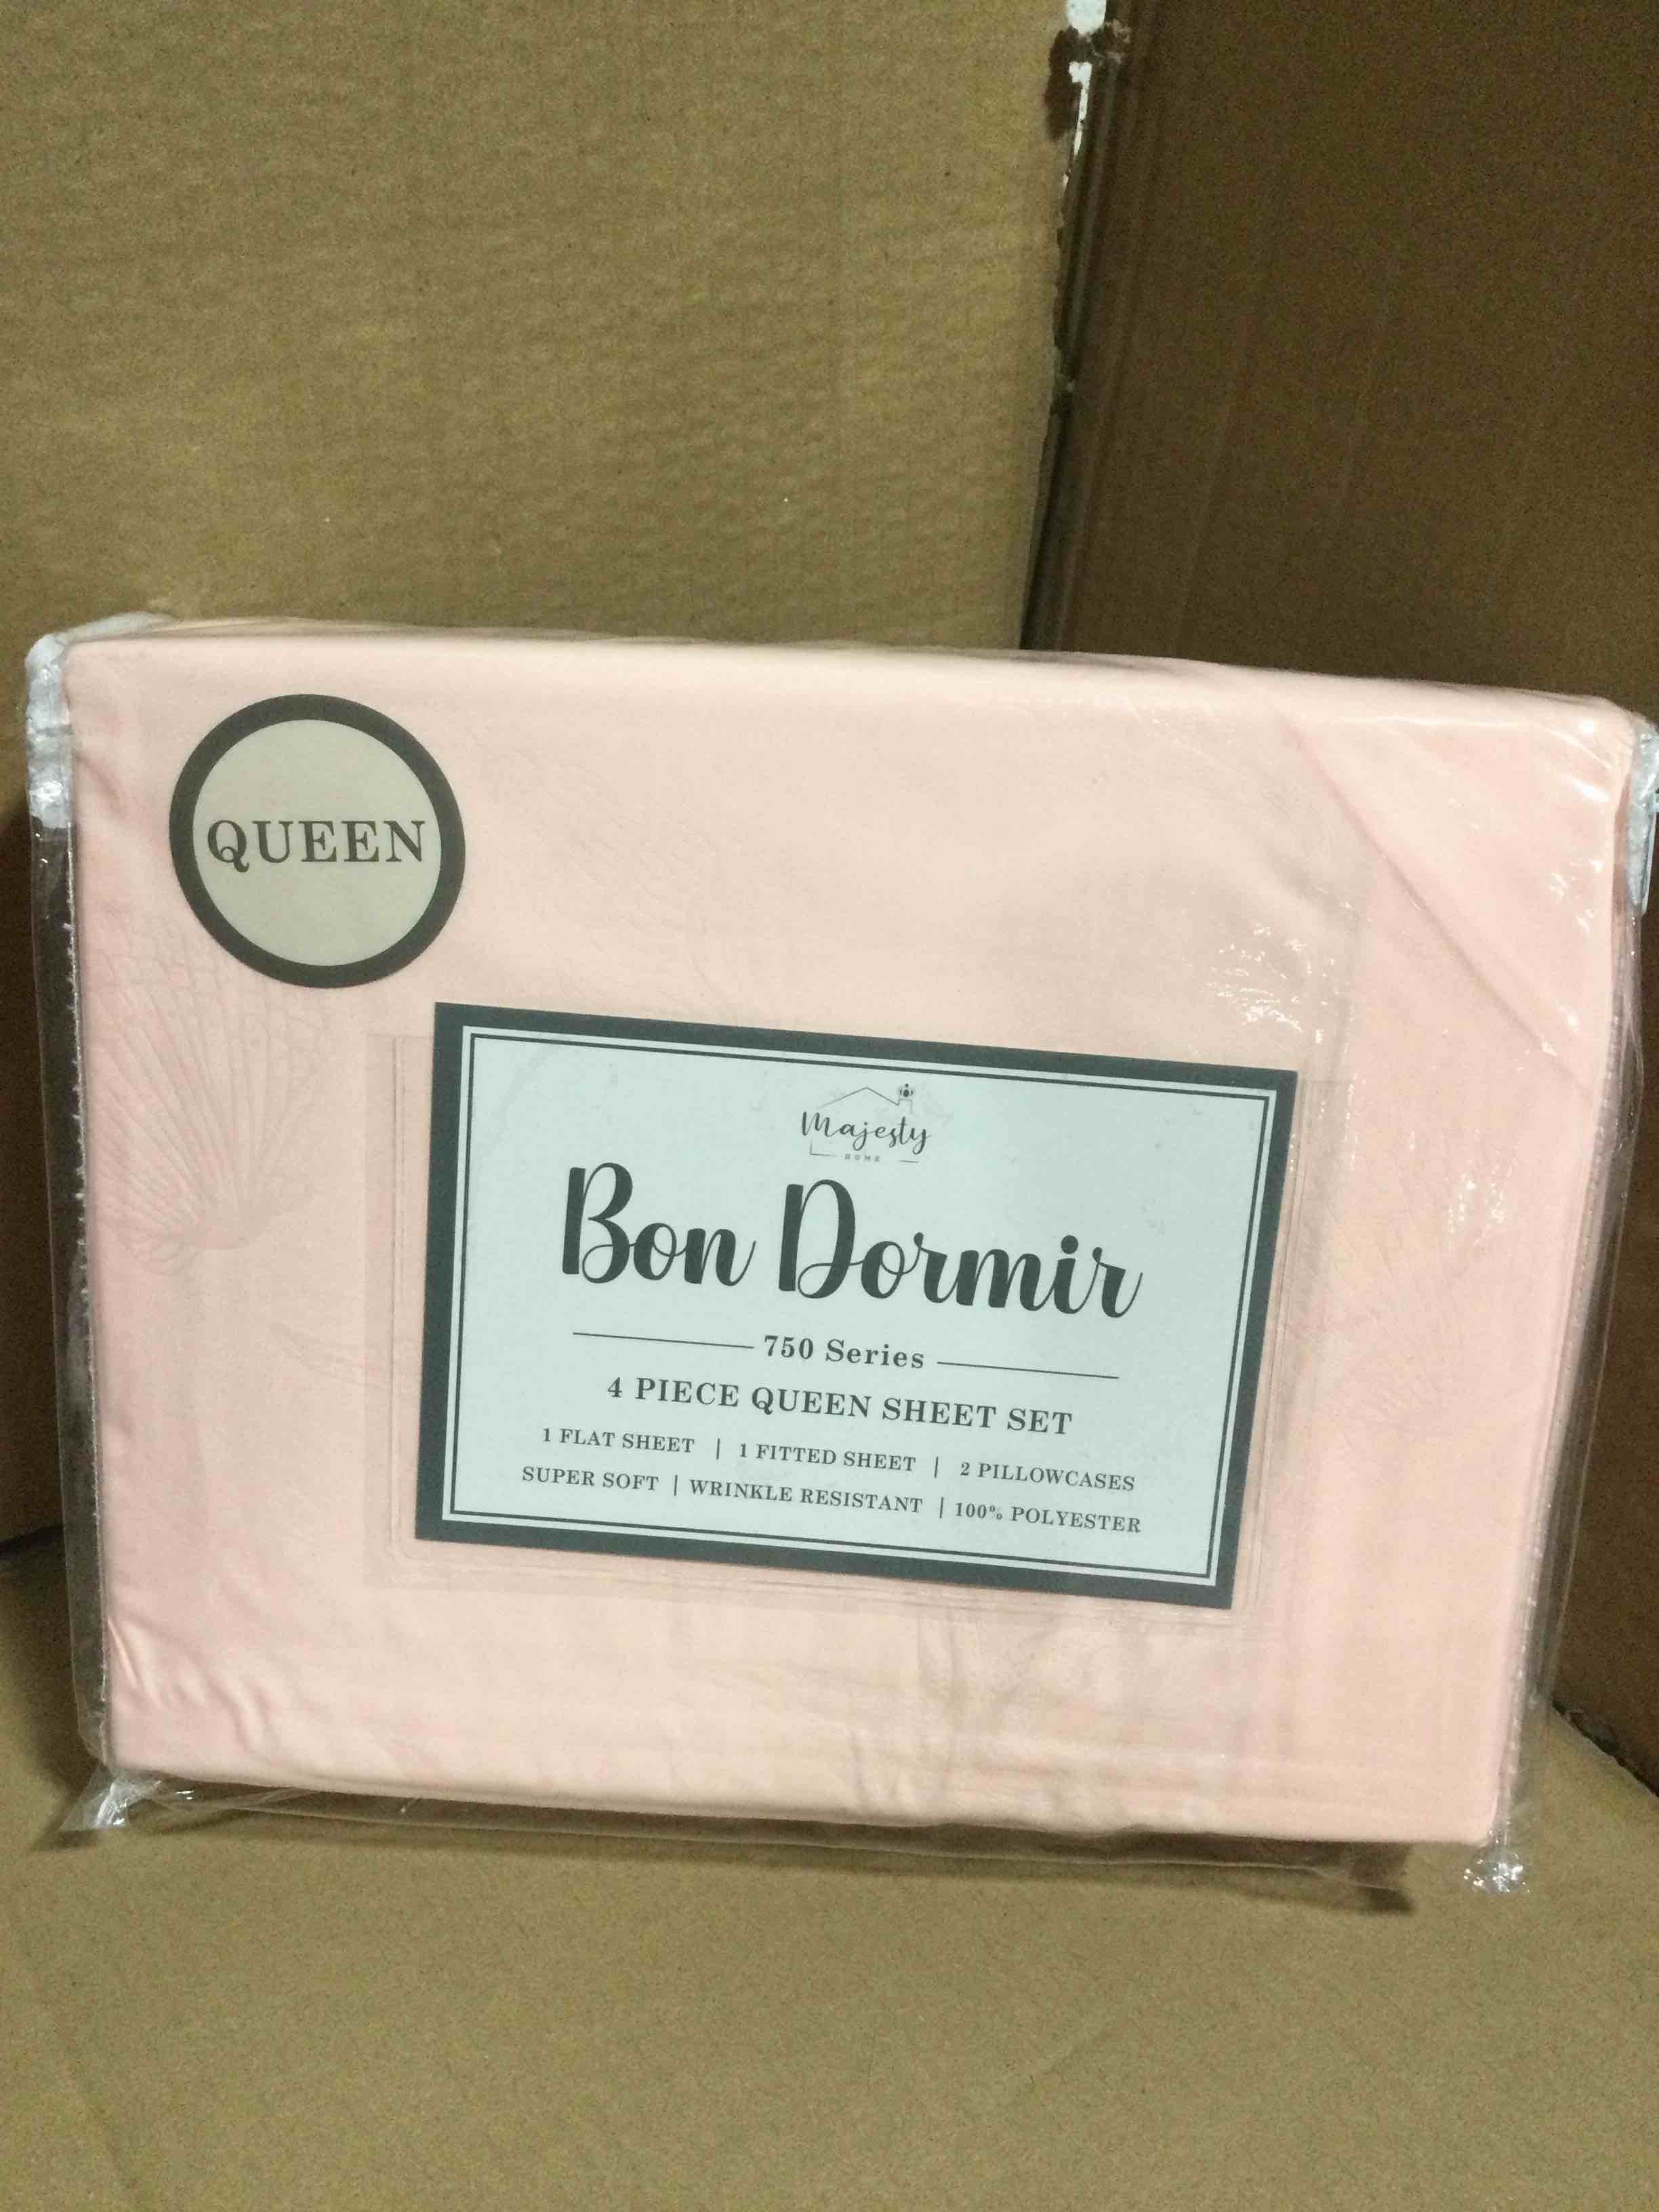 QUEEN
Majesty
HOME
Bon Dormir
750 Series
4 PIECE QUEEN SHEET SET
1 FLAT SHEET | 1 FITTED SHEET | 2 PILLOWCASES
SUPER SOFT | WRINKLE RESISTANT | 100% POLYESTER